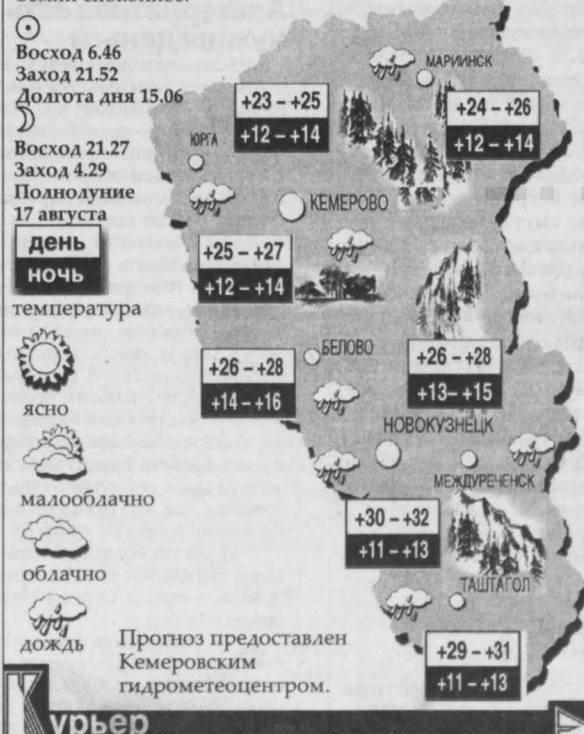 Восход 6.46
Заход 21.52
Долгота дня 15.06
Восход 21.27
Заход 4.29
Полнолуние
17 августа
день
ночь
температура
ясно
малооблачно
облачно
дождь
МАРИИНСК
+23 – +25
+12 – +14
+24 – +26
+12 – +14
ЮРГА
КЕМЕРОВО
+25 – +27
+12 – +14
БЕЛОВО
+26 – +28
+14 – +16
+26 – +28
+13– +15
НОВОКУЗНЕЦК
МЕЖДУРЕЧЕНСК
+30 – +32
+11 – +13
ТАШТАГОЛ
+29 – +31
+11 – +13
Прогноз предоставлен
Кемеровским
гидрометеоцентром.
Курьер